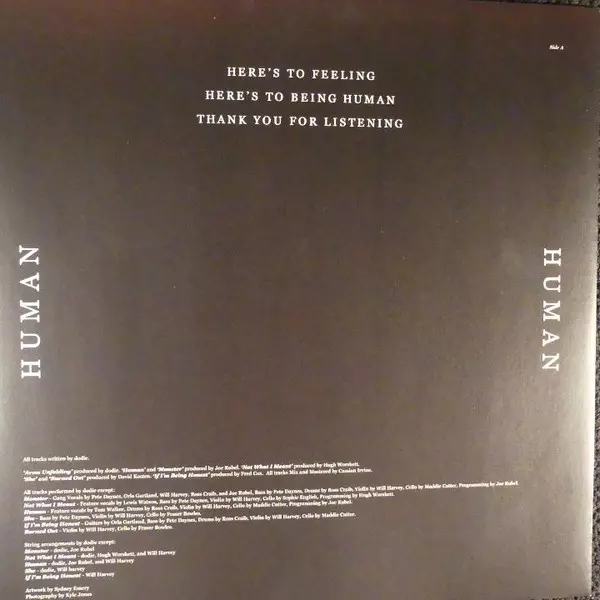 Side A
HERE'S TO FEELING
HERE'S TO BEING HUMAN
THANK YOU FOR LISTENING
HUMAN
HUMAN
All tracks written by dodie.
'Arms Unfolding' produced by dodie. 'Human' and 'Monster' produced by Joe Rubel. 'Not What I Meant' produced by Hugh Worskett.
'She' and 'Burned Out' produced by David Kosten. 'If I'm Being Honest' produced by Fred Cox. All tracks Mix and Mastered by Cassian Irvine.
All tracks performed by dodie except:
Monster - Gang Vocals by Pete Daynes, Orla Gartland, Will Harvey, Ross Craib, and Joe Rubel, Bass by Pete Daynes, Violin by Will Harvey, Drums by Ross Craib, Violin by Will Harvey, Cello by Maddie Cutter, Programming by Joe Rubel.
Not What I Meant - Feature vocals by Lewis Watson, Bass by Pete Daynes, Violin by Will Harvey, Cello by Sophie English, Programming by Hugh Worskett.
Human - Feature vocals by Tom Walker, Drums by Ross Craib, Violin by Will Harvey, Cello by Maddie Cutter, Programming by Joe Rubel.
She - Bass by Pete Daynes, Violin by Will Harvey, Cello by Fraser Bowles.
If I'm Being Honest - Guitars by Orla Gartland, Bass by Pete Daynes, Drums by Ross Craib, Violin by Will Harvey, Cello by Maddie Cutter.
Burned Out - Violin by Will Harvey, Cello by Fraser Bowles.
String arrangements by dodie except:
Monster - dodie, Joe Rubel
Not What I Meant - dodie, Hugh Worskett, and Will Harvey
Human - dodie, Joe Rubel, and Will Harvey
She - dodie, Will harvey
If I'm Being Honest - Will Harvey
Artwork by Sydney Emery
Photography by Kyle Jones